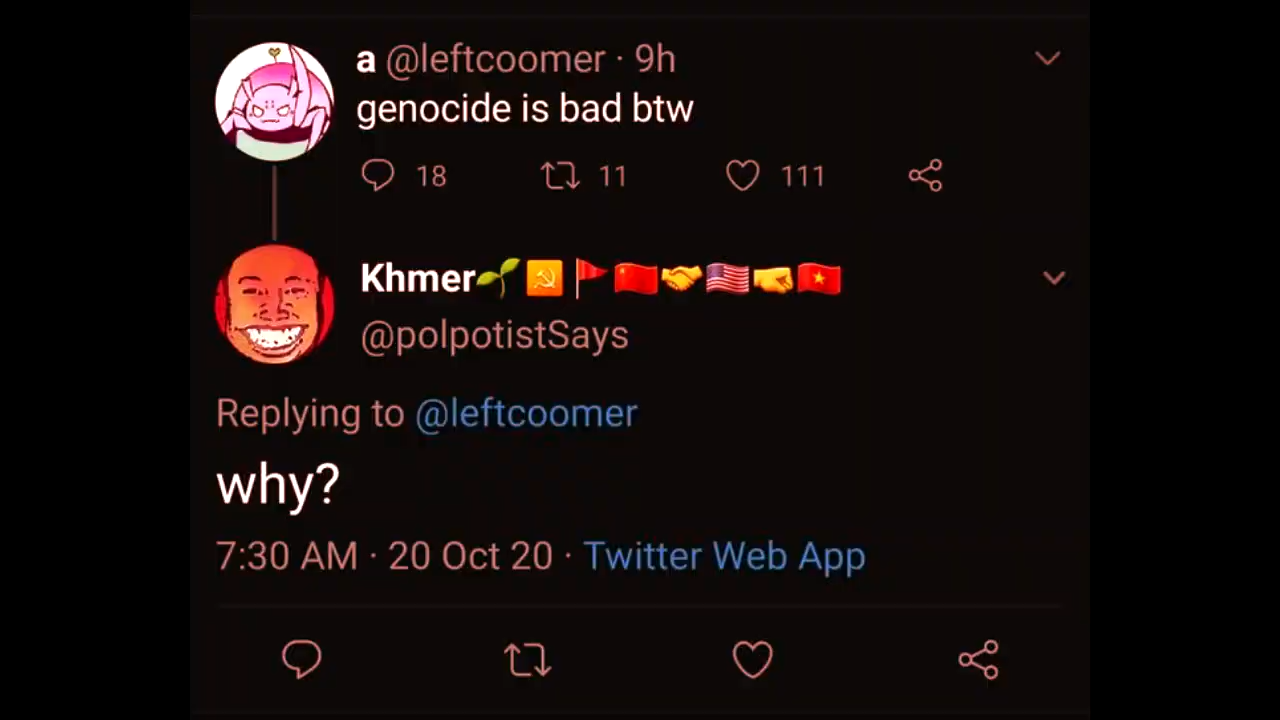 a @leftcoomer · 9h
genocide is bad btw
18 11 111
Khmer🌱☭🚩🇨🇳🤝🇺🇸🤜🇻🇳
@polpotistSays
Replying to @leftcoomer
why?
7:30 AM · 20 Oct 20 · Twitter Web App